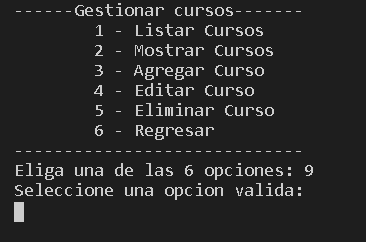 ------Gestionar cursos-------
1 - Listar Cursos
2 - Mostrar Cursos
3 - Agregar Curso
4 - Editar Curso
5 - Eliminar Curso
6 - Regresar
-----------------------------
Eliga una de las 6 opciones: 9
Seleccione una opcion valida: